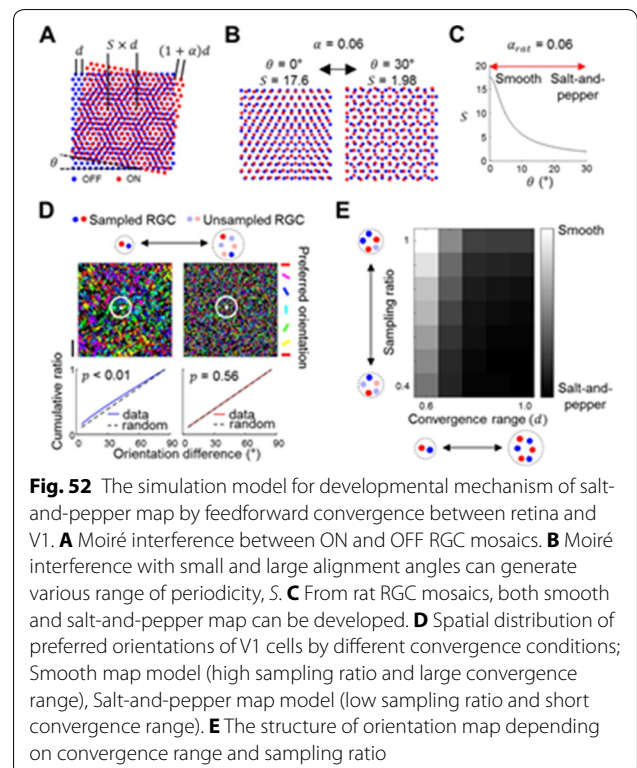 A
d
S × d
(1 + α)d
θ
OFF ON
B
α = 0.06
θ = 0° θ = 30°
S = 17.6 S = 1.98
C
α_rat = 0.06
Smooth Salt-and-pepper
S
20
15
10
5
0
0 10 20 30
θ (°)
D
Sampled RGC Unsampled RGC
Preferred orientation
p < 0.01 p = 0.56
Cumulative ratio
1 1
data data
random random
0 30 60 90 0 30 60 90
Orientation difference (°)
E
Sampling ratio
1
0.4
0.6 1.0
Convergence range (d)
Smooth
Salt-and-
pepper
Fig. 52 The simulation model for developmental mechanism of salt-
and-pepper map by feedforward convergence between retina and
V1. A Moiré interference between ON and OFF RGC mosaics. B Moiré
interference with small and large alignment angles can generate
various range of periodicity, S. C From rat RGC mosaics, both smooth
and salt-and-pepper map can be developed. D Spatial distribution of
preferred orientations of V1 cells by different convergence conditions;
Smooth map model (high sampling ratio and large convergence
range), Salt-and-pepper map model (low sampling ratio and short
convergence range). E The structure of orientation map depending
on convergence range and sampling ratio